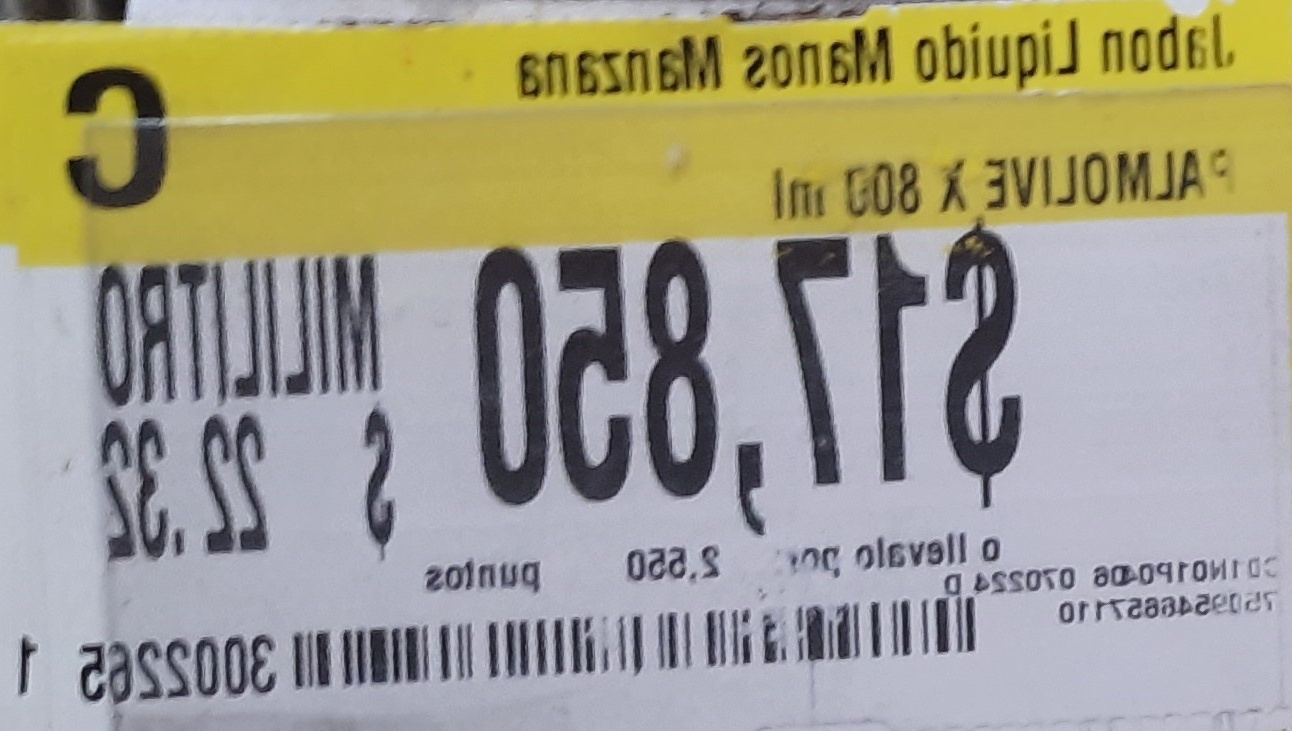 Jabon Liquido Manos Manzana
C
PALMOLIVE X 800 ml
$17,850
MILILITRO
$ 22.32
o llevalo por 2,550 puntos
070224 D
7509546657110
3002265 1